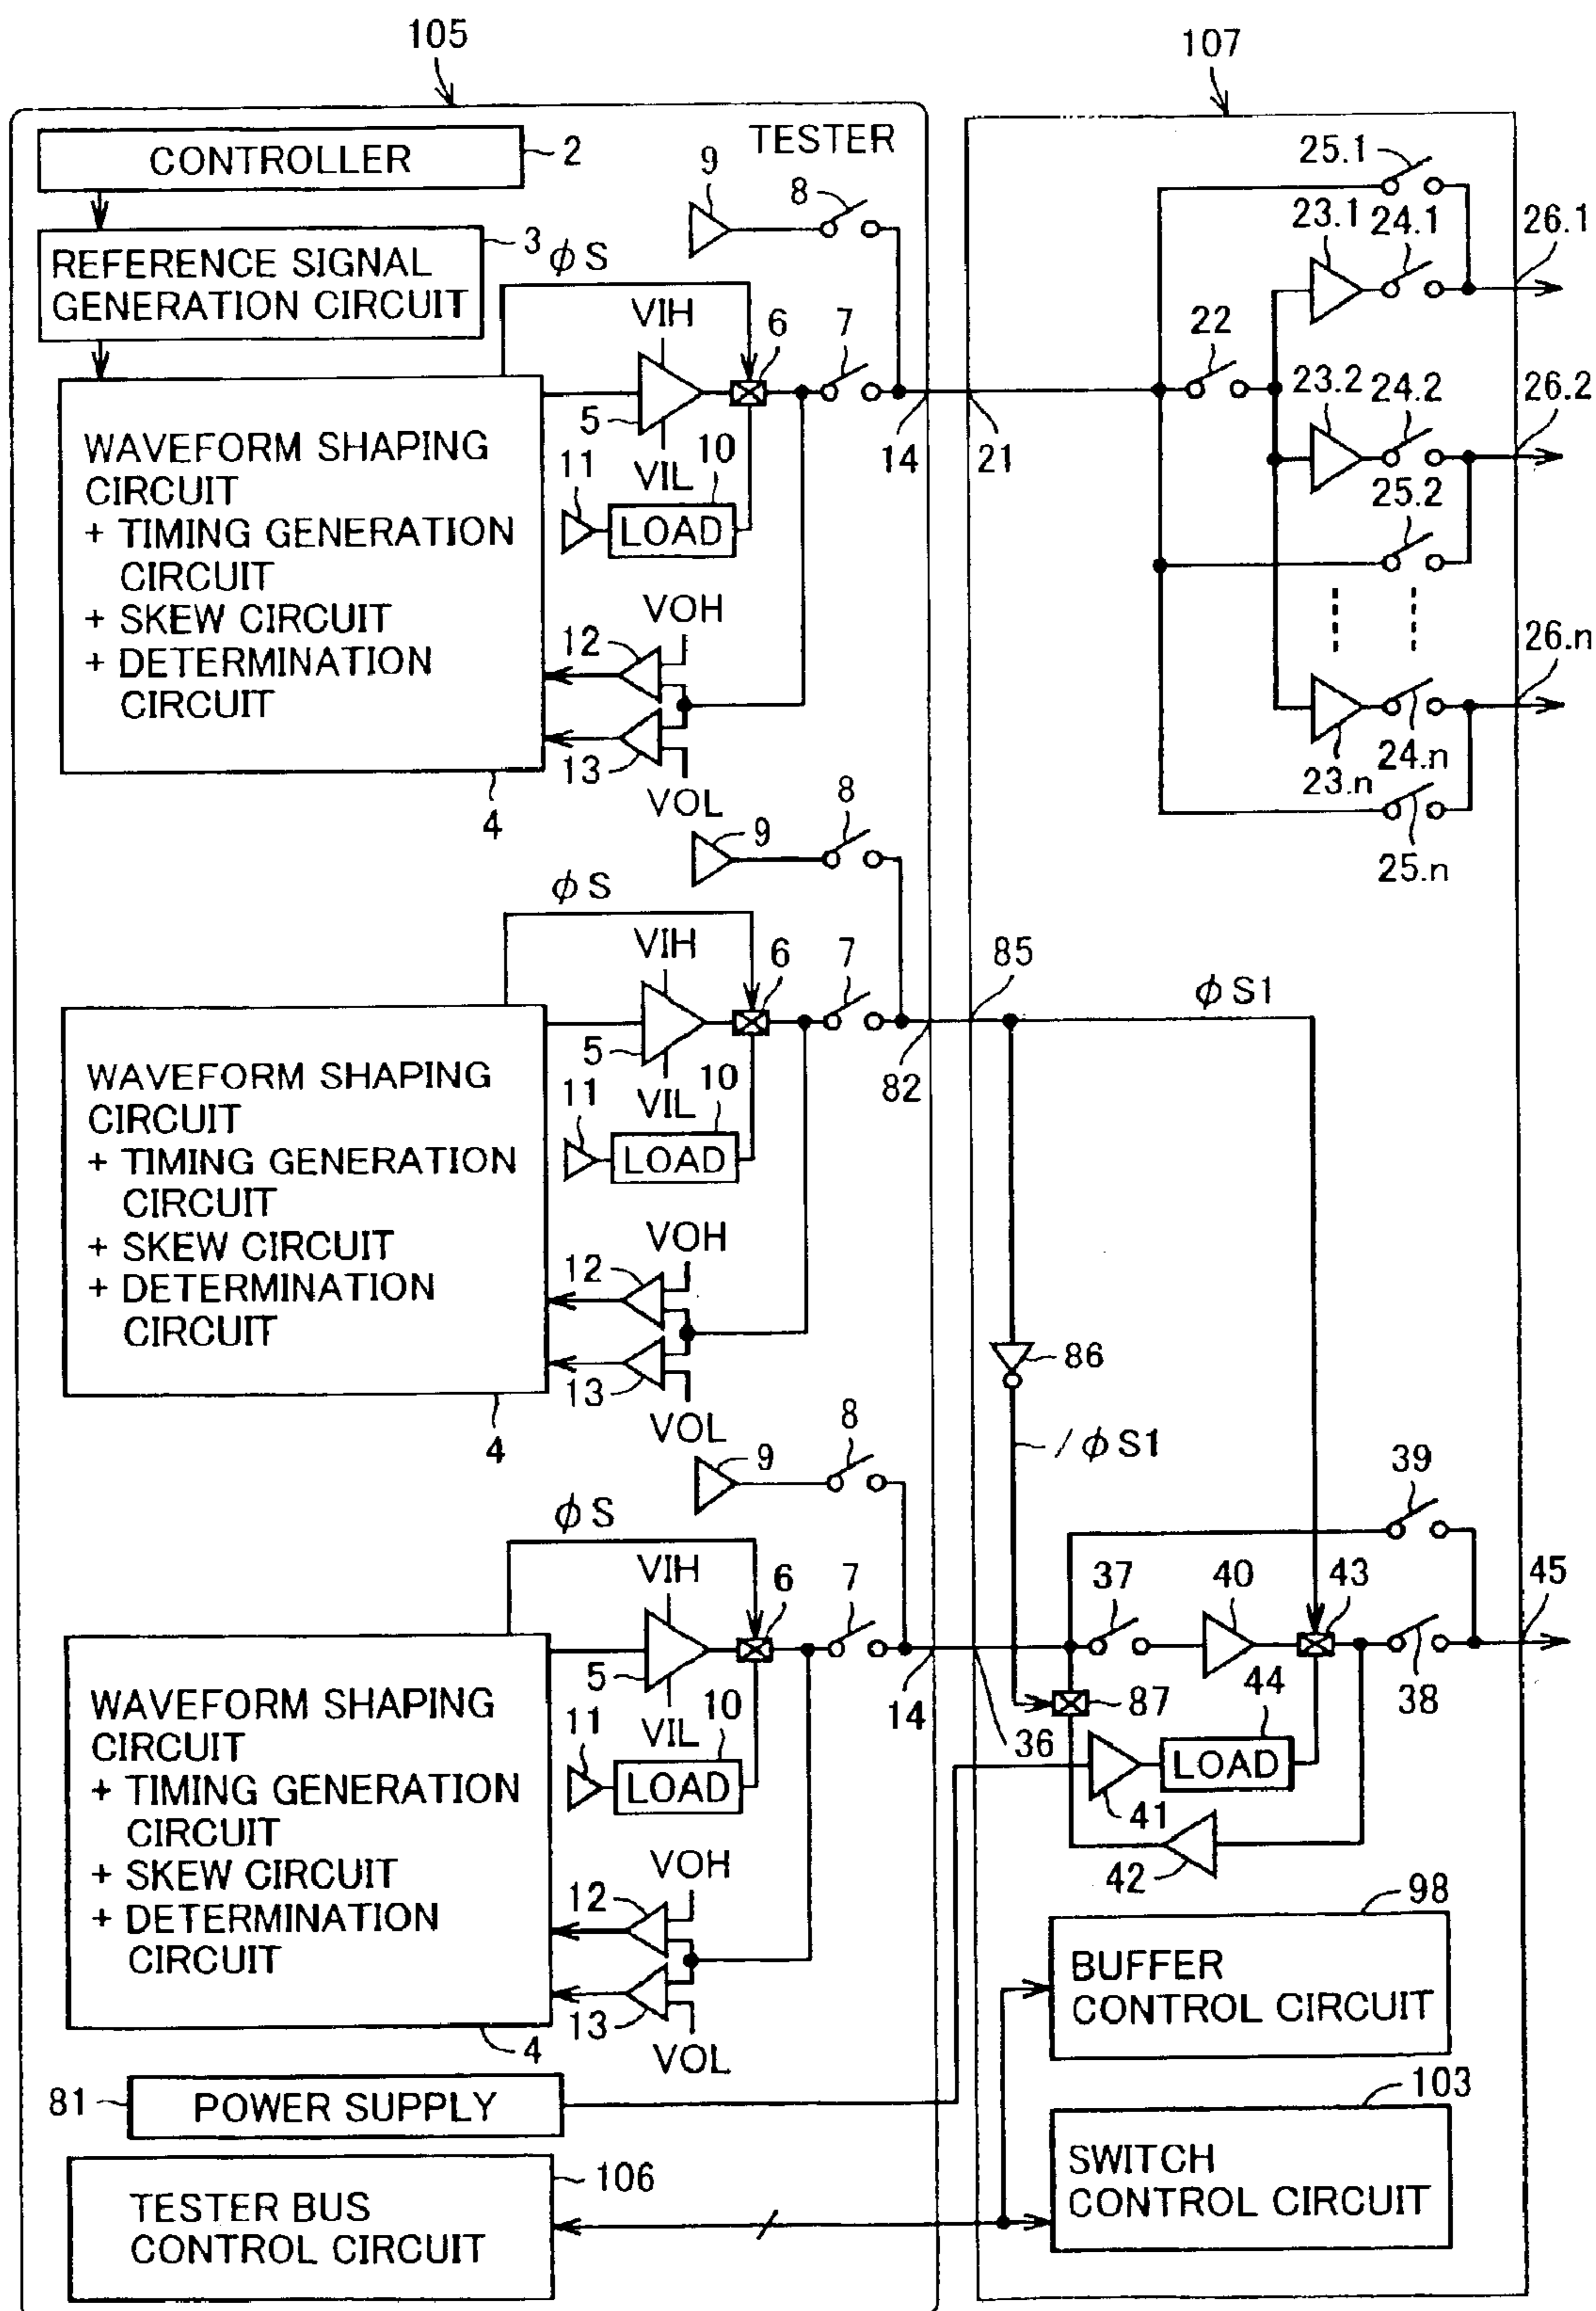 105
107
CONTROLLER
2
TESTER
REFERENCE SIGNAL
GENERATION CIRCUIT
3
φS
9
8
VIH
6
7
5
VIL
10
11
LOAD
14
21
WAVEFORM SHAPING
CIRCUIT
+ TIMING GENERATION
CIRCUIT
+ SKEW CIRCUIT
+ DETERMINATION
CIRCUIT
VOH
12
13
VOL
4
25.1
23.1
24.1
26.1
22
23.2
24.2
26.2
25.2
26.n
24.n
23.n
25.n
9
8
φS
VIH
6
7
85
φS1
5
VIL
10
11
LOAD
82
WAVEFORM SHAPING
CIRCUIT
+ TIMING GENERATION
CIRCUIT
+ SKEW CIRCUIT
+ DETERMINATION
CIRCUIT
VOH
12
13
VOL
4
86
/φS1
9
8
39
φS
VIH
6
7
37
40
43
45
5
VIL
10
11
LOAD
14
36
87
44
LOAD
38
41
42
WAVEFORM SHAPING
CIRCUIT
+ TIMING GENERATION
CIRCUIT
+ SKEW CIRCUIT
+ DETERMINATION
CIRCUIT
VOH
12
13
VOL
4
98
BUFFER
CONTROL CIRCUIT
81
POWER SUPPLY
103
SWITCH
CONTROL CIRCUIT
106
TESTER BUS
CONTROL CIRCUIT